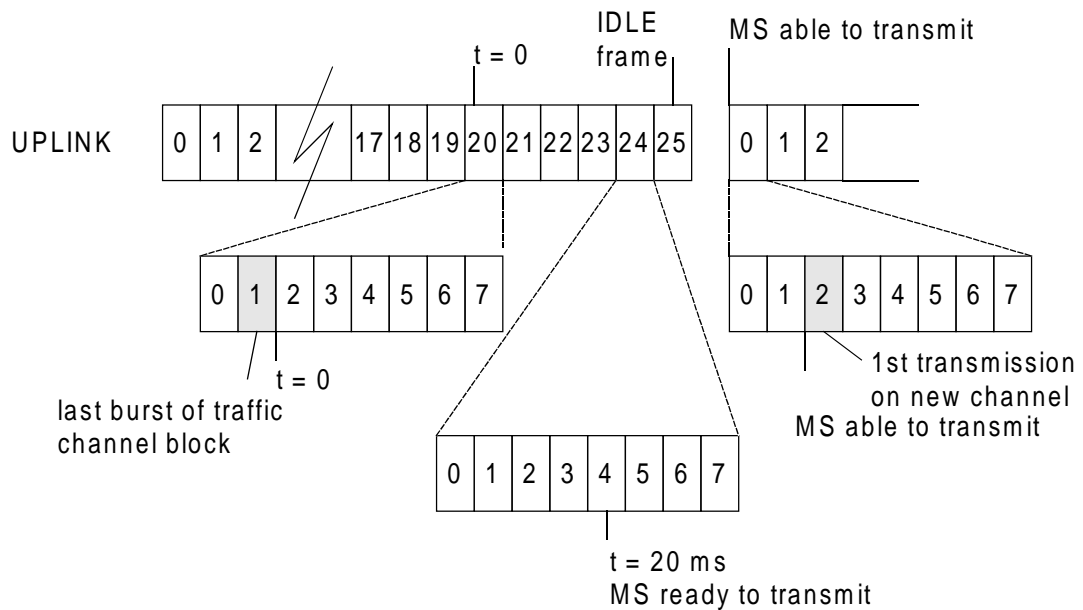 IDLE
frame
MS able to transmit
t = 0
UPLINK
0 1 2 17 18 19 20 21 22 23 24 25
0 1 2
0 1 2 3 4 5 6 7
0 1 2 3 4 5 6 7
t = 0
last burst of traffic
channel block
1st transmission
on new channel
MS able to transmit
0 1 2 3 4 5 6 7
t = 20 ms
MS ready to transmit